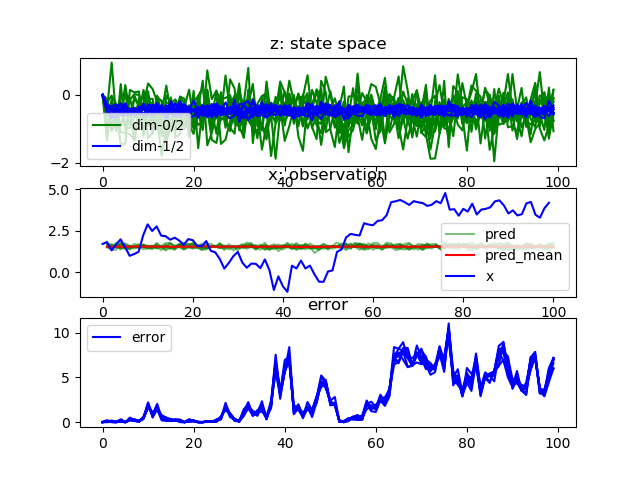 z: state space
0
−2
dim-0/2
dim-1/2
0 20 40 60 80 100
x: observation
5.0
2.5
0.0
pred
pred_mean
x
0 20 40 60 80 100
error
10
5
0
error
0 20 40 60 80 100